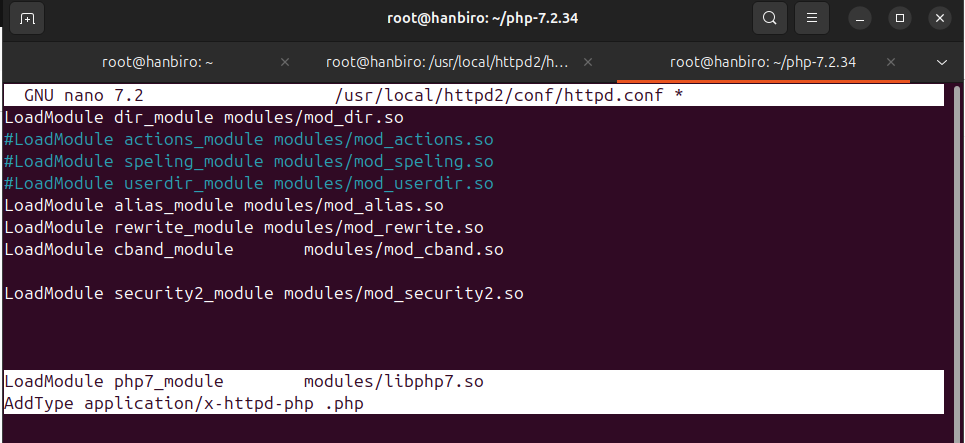 root@hanbiro: ~/php-7.2.34
root@hanbiro: ~ × root@hanbiro: /usr/local/httpd2/h... × root@hanbiro: ~/php-7.2.34 ×
GNU nano 7.2 /usr/local/httpd2/conf/httpd.conf *
LoadModule dir_module modules/mod_dir.so
#LoadModule actions_module modules/mod_actions.so
#LoadModule speling_module modules/mod_speling.so
#LoadModule userdir_module modules/mod_userdir.so
LoadModule alias_module modules/mod_alias.so
LoadModule rewrite_module modules/mod_rewrite.so
LoadModule cband_module       modules/mod_cband.so
LoadModule security2_module modules/mod_security2.so
LoadModule php7_module        modules/libphp7.so
AddType application/x-httpd-php .php